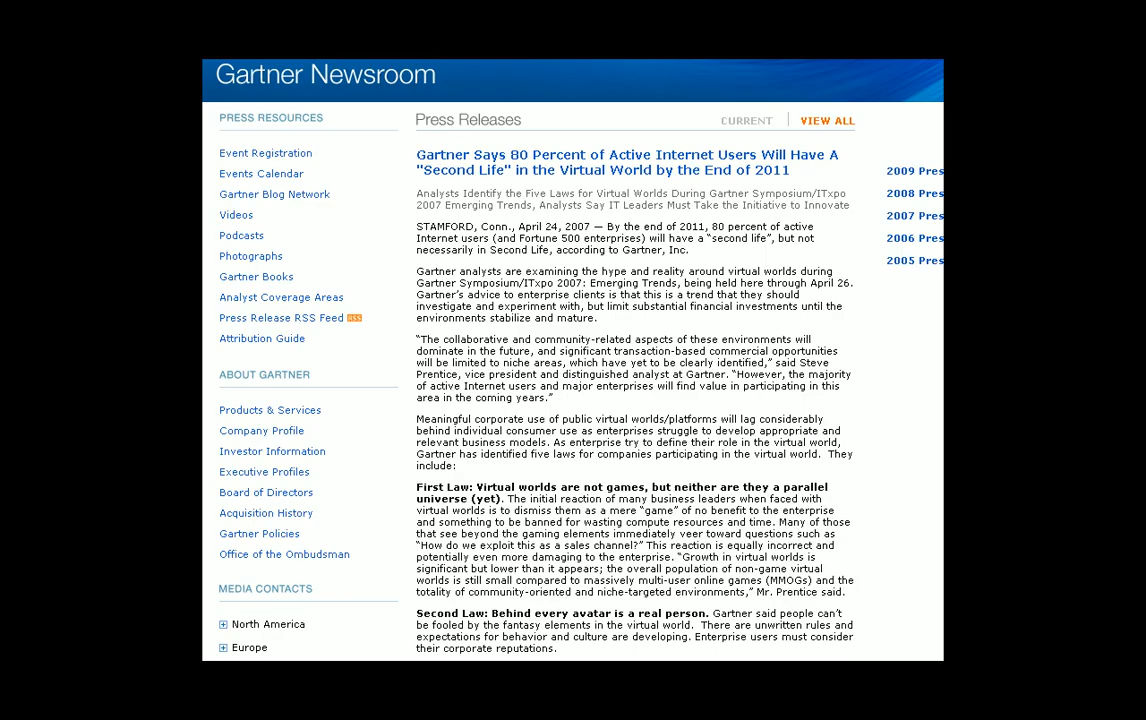 Gartner Newsroom
PRESS RESOURCES
Event Registration
Events Calendar
Gartner Blog Network
Videos
Podcasts
Photographs
Gartner Books
Analyst Coverage Areas
Press Release RSS Feed RSS
Attribution Guide
ABOUT GARTNER
Products & Services
Company Profile
Investor Information
Executive Profiles
Board of Directors
Acquisition History
Gartner Policies
Office of the Ombudsman
MEDIA CONTACTS
North America
Europe
Press Releases
CURRENT
VIEW ALL
Gartner Says 80 Percent of Active Internet Users Will Have A
"Second Life" in the Virtual World by the End of 2011
Analysts Identify the Five Laws for Virtual Worlds During Gartner Symposium/ITxpo
2007 Emerging Trends, Analysts Say IT Leaders Must Take the Initiative to Innovate
STAMFORD, Conn., April 24, 2007 — By the end of 2011, 80 percent of active
Internet users (and Fortune 500 enterprises) will have a “second life”, but not
necessarily in Second Life, according to Gartner, Inc.
Gartner analysts are examining the hype and reality around virtual worlds during
Gartner Symposium/ITxpo 2007: Emerging Trends, being held here through April 26.
Gartner’s advice to enterprise clients is that this is a trend that they should
investigate and experiment with, but limit substantial financial investments until the
environments stabilize and mature.
“The collaborative and community-related aspects of these environments will
dominate in the future, and significant transaction-based commercial opportunities
will be limited to niche areas, which have yet to be clearly identified,” said Steve
Prentice, vice president and distinguished analyst at Gartner. “However, the majority
of active Internet users and major enterprises will find value in participating in this
area in the coming years.”
Meaningful corporate use of public virtual worlds/platforms will lag considerably
behind individual consumer use as enterprises struggle to develop appropriate and
relevant business models. As enterprise try to define their role in the virtual world,
Gartner has identified five laws for companies participating in the virtual world. They
include:
First Law: Virtual worlds are not games, but neither are they a parallel
universe (yet). The initial reaction of many business leaders when faced with
virtual worlds is to dismiss them as a mere “game” of no benefit to the enterprise
and something to be banned for wasting compute resources and time. Many of those
that see beyond the gaming elements immediately veer toward questions such as
“How do we exploit this as a sales channel?” This reaction is equally incorrect and
potentially even more damaging to the enterprise. “Growth in virtual worlds is
significant but lower than it appears; the overall population of non-game virtual
worlds is still small compared to massively multi-user online games (MMOGs) and the
totality of community-oriented and niche-targeted environments,” Mr. Prentice said.
Second Law: Behind every avatar is a real person. Gartner said people can’t
be fooled by the fantasy elements in the virtual world. There are unwritten rules and
expectations for behavior and culture are developing. Enterprise users must consider
their corporate reputations.
2009 Pres
2008 Pres
2007 Pres
2006 Pres
2005 Pres